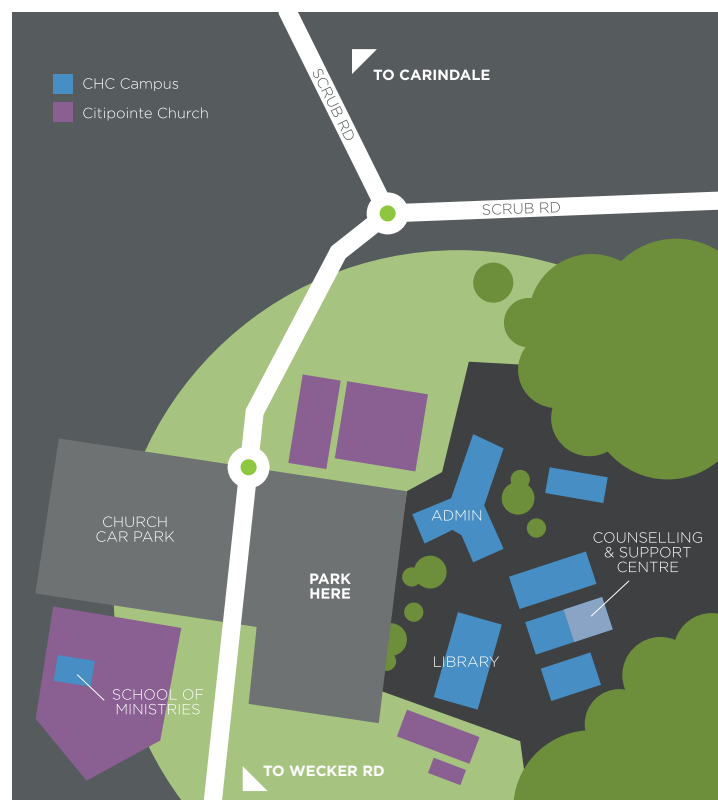 TO CARINDALE
CHC Campus
Citipointe Church
SCRUB RD
SCRUB RD
CHURCH
CAR PARK
PARK
HERE
ADMIN
COUNSELLING
& SUPPORT
CENTRE
LIBRARY
SCHOOL OF
MINISTRIES
TO WECKER RD